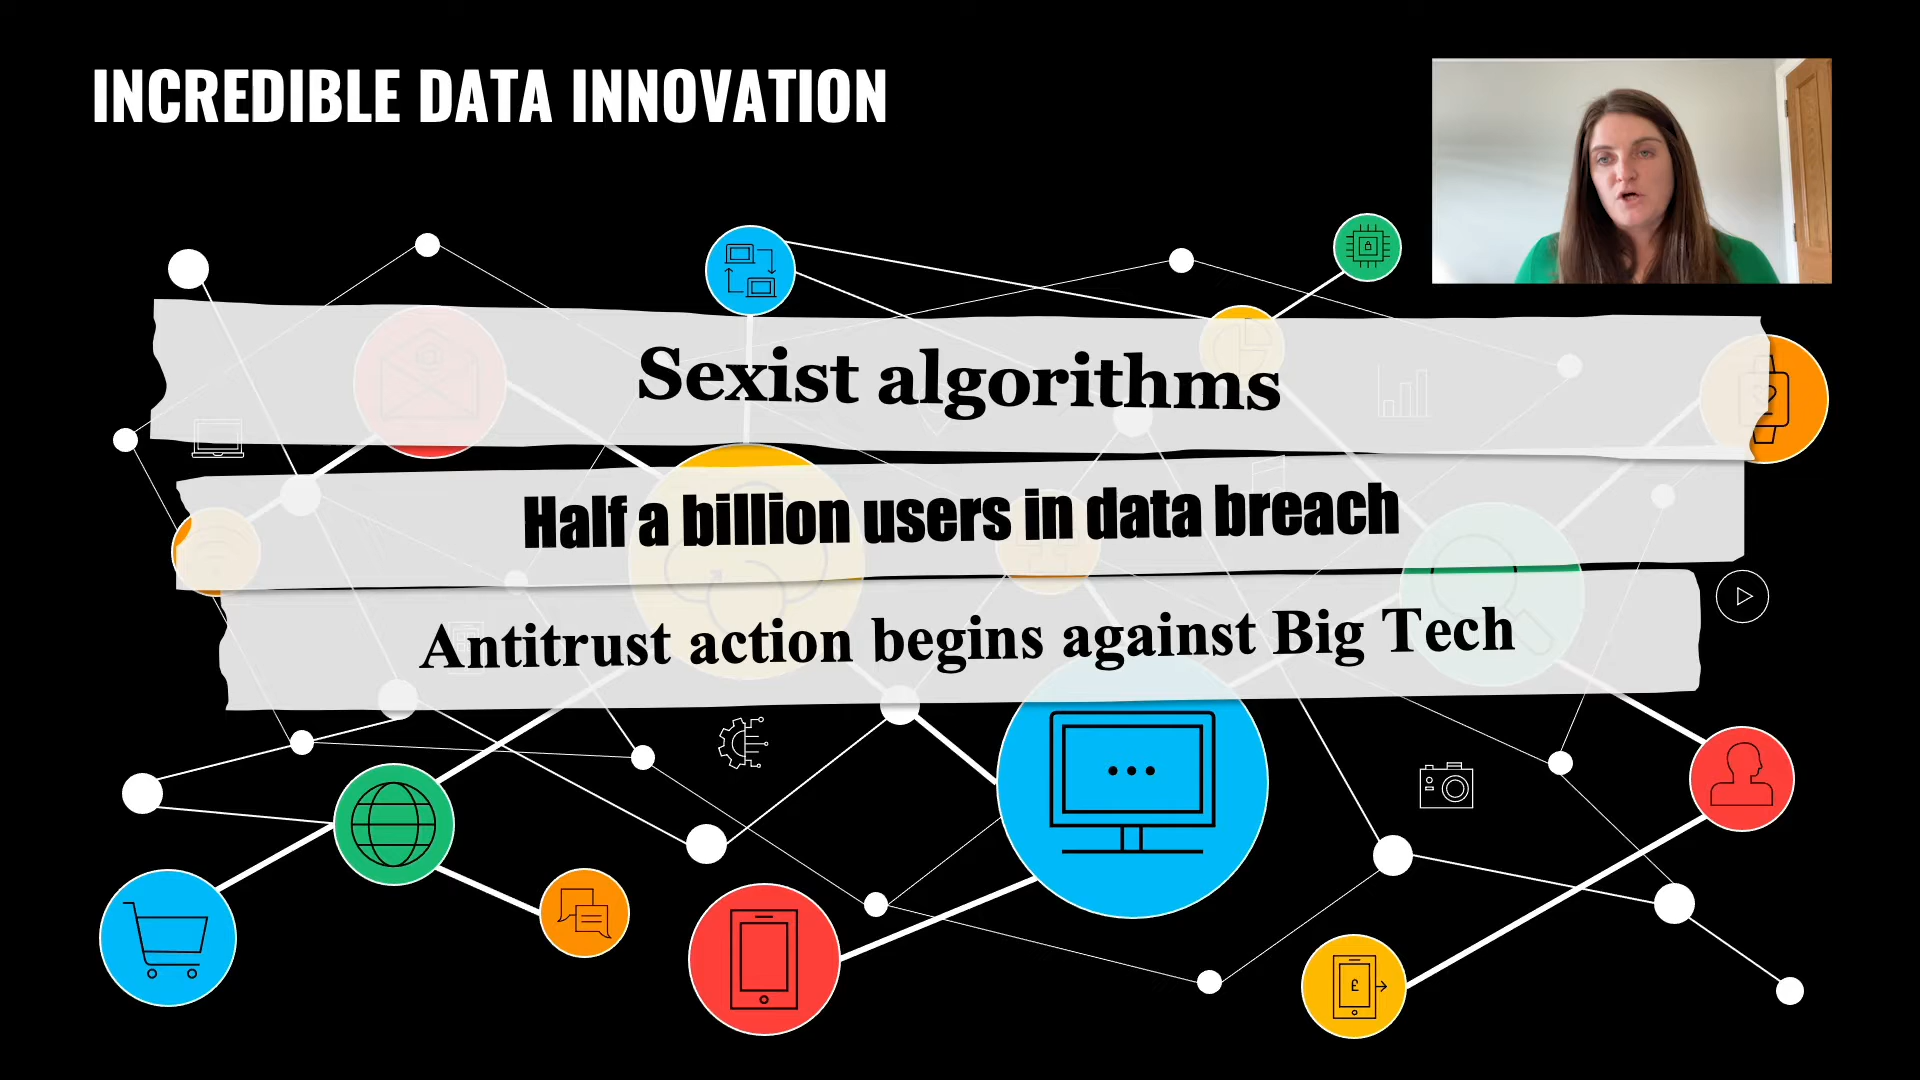 INCREDIBLE DATA INNOVATION
Sexist algorithms
Half a billion users in data breach
Antitrust action begins against Big Tech
@
£